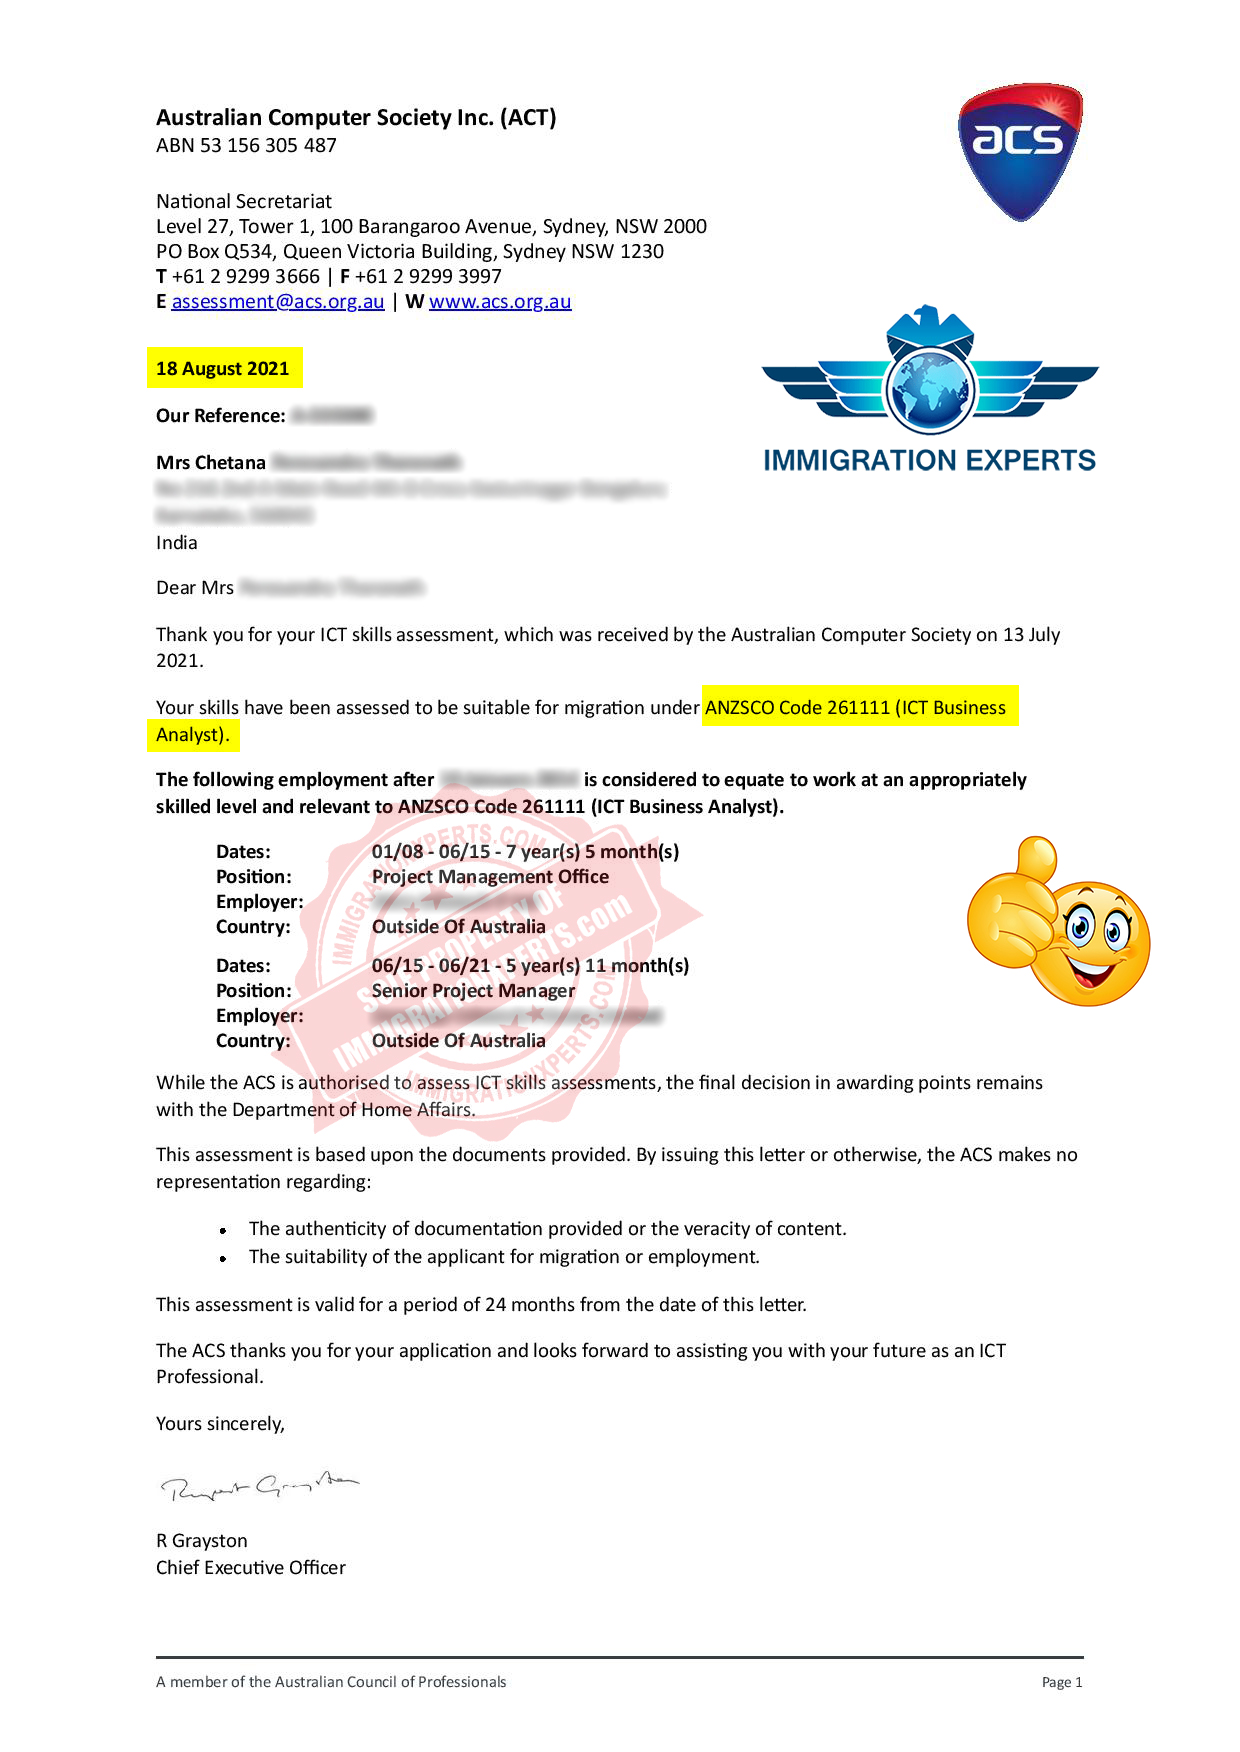 Australian Computer Society Inc. (ACT)
ABN 53 156 305 487
acs
National Secretariat
Level 27, Tower 1, 100 Barangaroo Avenue, Sydney, NSW 2000
PO Box Q534, Queen Victoria Building, Sydney NSW 1230
T +61 2 9299 3666 | F +61 2 9299 3997
E assessment@acs.org.au | W www.acs.org.au
18 August 2021
IMMIGRATION EXPERTS
Our Reference:
Mrs Chetana
India
Dear Mrs
Thank you for your ICT skills assessment, which was received by the Australian Computer Society on 13 July
2021.
Your skills have been assessed to be suitable for migration under ANZSCO Code 261111 (ICT Business
Analyst).
The following employment after is considered to equate to work at an appropriately
skilled level and relevant to ANZSCO Code 261111 (ICT Business Analyst).
Dates: 01/08 - 06/15 - 7 year(s) 5 month(s)
Position: Project Management Office
Employer:
Country: Outside Of Australia
Dates: 06/15 - 06/21 - 5 year(s) 11 month(s)
Position: Senior Project Manager
Employer:
Country: Outside Of Australia
IMMIGRATIONXPERTS.COM
SOLE PROPERTY OF
IMMIGRATIONXPERTS.com
IMMIGRATIONXPERTS.COM
While the ACS is authorised to assess ICT skills assessments, the final decision in awarding points remains
with the Department of Home Affairs.
This assessment is based upon the documents provided. By issuing this letter or otherwise, the ACS makes no
representation regarding:
• The authenticity of documentation provided or the veracity of content.
• The suitability of the applicant for migration or employment.
This assessment is valid for a period of 24 months from the date of this letter.
The ACS thanks you for your application and looks forward to assisting you with your future as an ICT
Professional.
Yours sincerely,
Rupert Grayston
R Grayston
Chief Executive Officer
A member of the Australian Council of Professionals Page 1